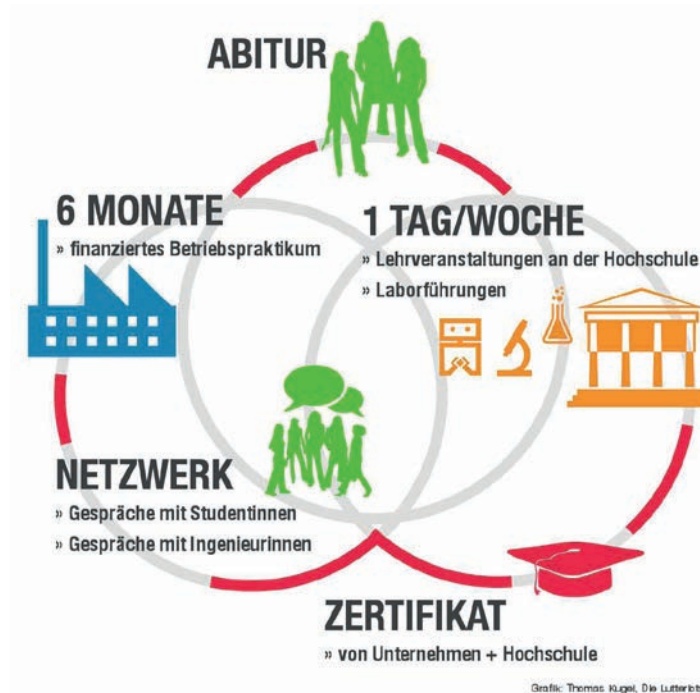 ABITUR
6 MONATE
» finanziertes Betriebspraktikum
1 TAG/WOCHE
» Lehrveranstaltungen an der Hochschule
» Laborführungen
NETZWERK
» Gespräche mit Studentinnen
» Gespräche mit Ingenieurinnen
ZERTIFIKAT
» von Unternehmen + Hochschule
Grafik: Thomas Kugel, Die